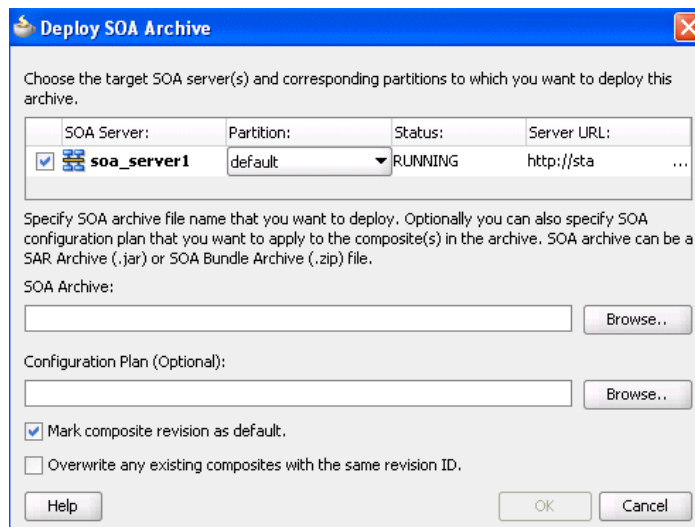 Deploy SOA Archive
Choose the target SOA server(s) and corresponding partitions to which you want to deploy this
archive.
SOA Server: Partition: Status: Server URL:
soa_server1 default RUNNING http://sta ...
Specify SOA archive file name that you want to deploy. Optionally you can also specify SOA
configuration plan that you want to apply to the composite(s) in the archive. SOA archive can be a
SAR Archive (.jar) or SOA Bundle Archive (.zip) file.
SOA Archive:
Browse..
Configuration Plan (Optional):
Browse..
Mark composite revision as default.
Overwrite any existing composites with the same revision ID.
Help OK Cancel